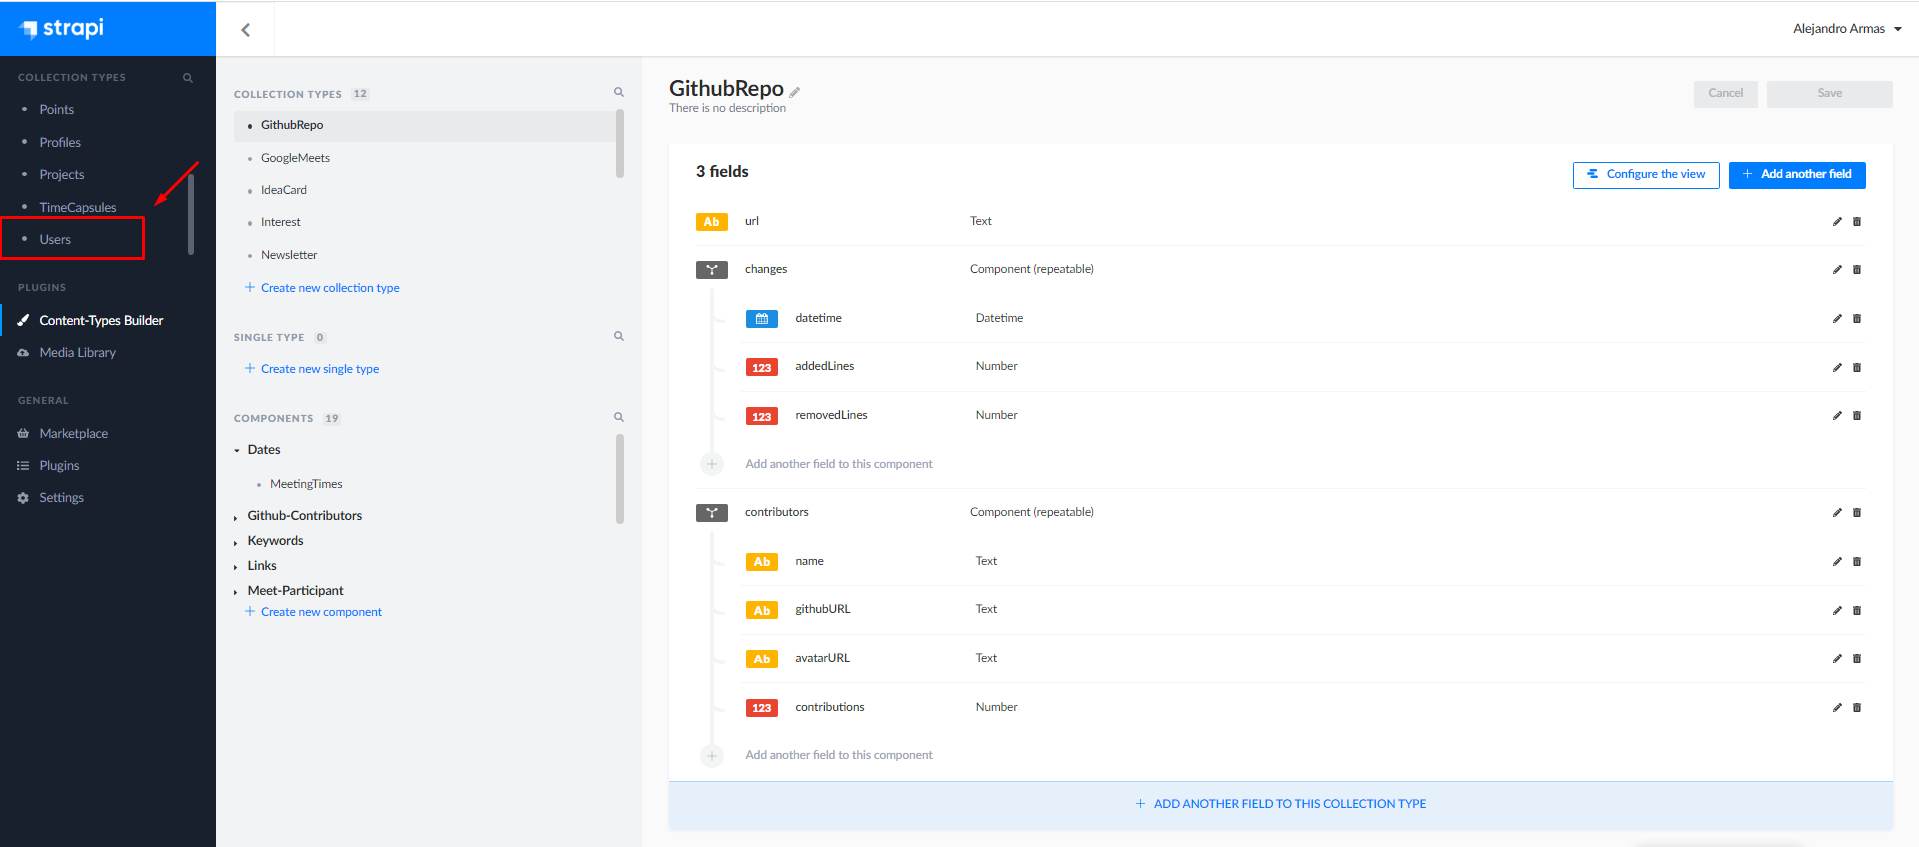 strapi
Alejandro Armas
COLLECTION TYPES
Points
Profiles
Projects
TimeCapsules
Users
PLUGINS
Content-Types Builder
Media Library
GENERAL
Marketplace
Plugins
Settings
COLLECTION TYPES 12
GithubRepo
GoogleMeets
IdeaCard
Interest
Newsletter
+ Create new collection type
SINGLE TYPE 0
+ Create new single type
COMPONENTS 19
Dates
MeetingTimes
Github-Contributors
Keywords
Links
Meet-Participant
+ Create new component
GithubRepo
There is no description
Cancel Save
3 fields
Configure the view + Add another field
Ab url Text
changes Component (repeatable)
datetime Datetime
123 addedLines Number
123 removedLines Number
+ Add another field to this component
contributors Component (repeatable)
Ab name Text
Ab githubURL Text
Ab avatarURL Text
123 contributions Number
+ Add another field to this component
+ ADD ANOTHER FIELD TO THIS COLLECTION TYPE